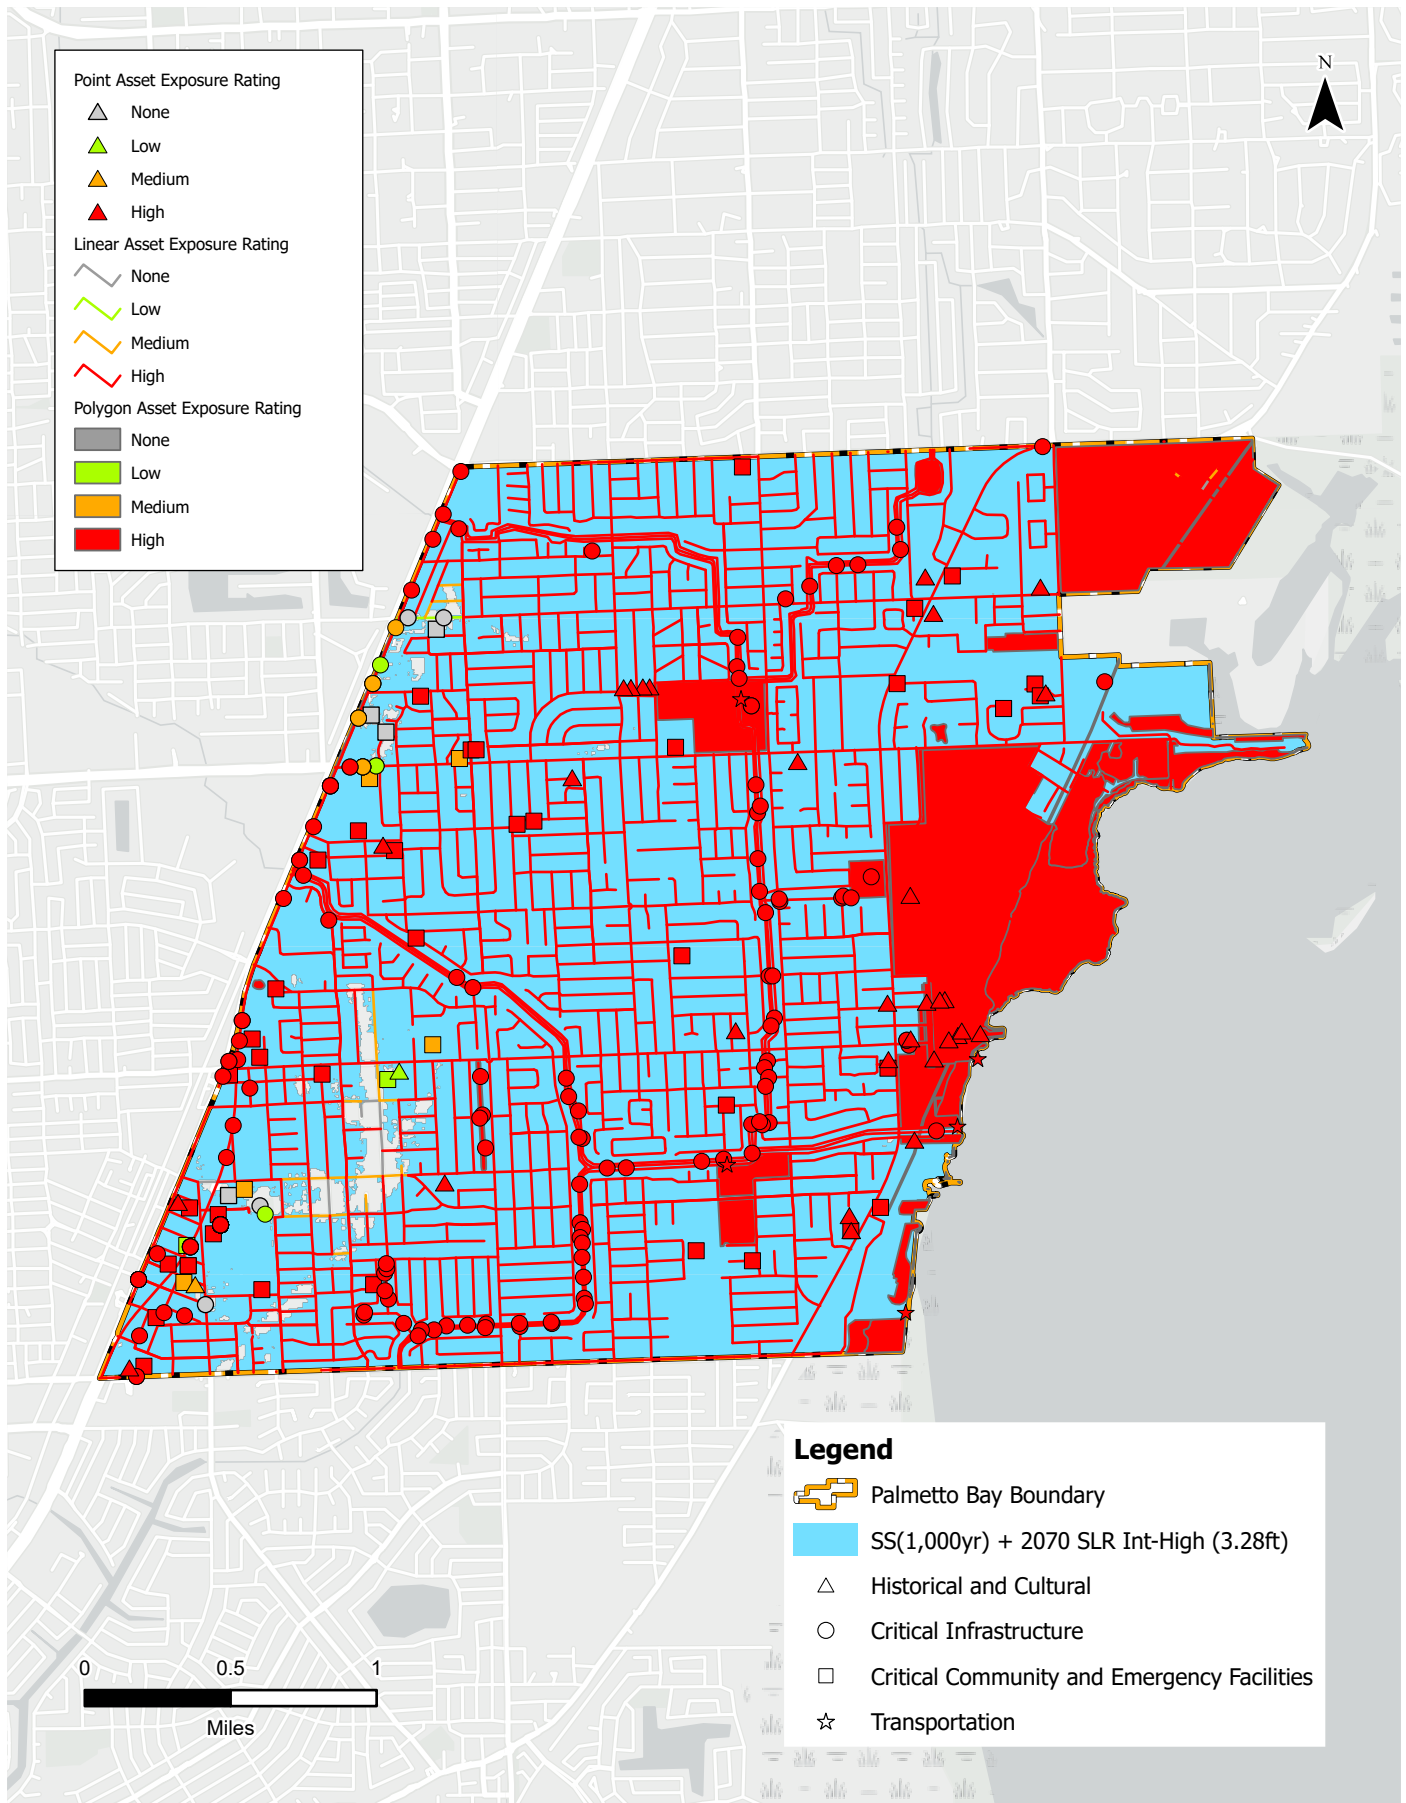 Point Asset Exposure Rating
None
Low
Medium
High
Linear Asset Exposure Rating
None
Low
Medium
High
Polygon Asset Exposure Rating
None
Low
Medium
High
N
Legend
Palmetto Bay Boundary
SS(1,000yr) + 2070 SLR Int-High (3.28ft)
Historical and Cultural
Critical Infrastructure
Critical Community and Emergency Facilities
Transportation
0 0.5 1
Miles